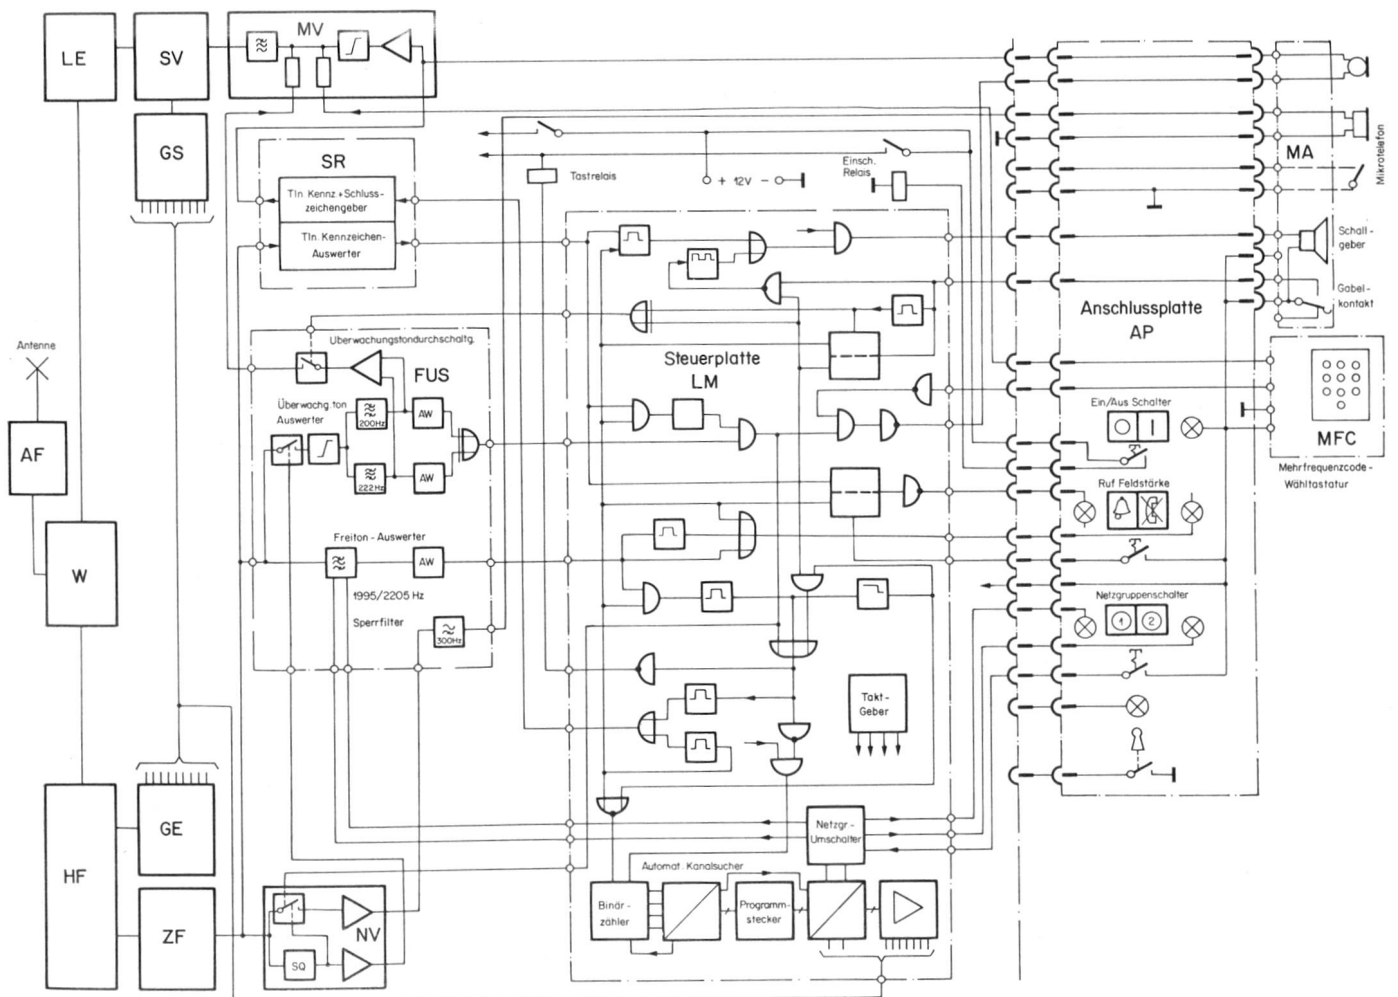 LE
SV
MV
GS
SR
Tln. Kennz.+Schluss-
zeichengeber
Tln. Kennzeichen-
Auswerter
Tastrelais
+ 12V -
Einsch.
Relais
MA
Mikrotelefon
Schall-
geber
Gabel-
kontakt
Anschlussplatte
AP
Steuerplatte
LM
Überwachungstondurchschaltg.
FUS
Überwachg.ton
Auswerter
200Hz
AW
222Hz
AW
Antenne
AF
W
Freiton-Auswerter
AW
1995/2205 Hz
Sperrfilter
300Hz
Ein/Aus Schalter
O I
MFC
Mehrfrequenzcode-
Wähltastatur
Ruf Feldstärke
Netzgruppenschalter
1 2
Takt-
Geber
GE
HF
ZF
NV
SQ
Netzgr.-
Umschalter
Automat. Kanalsucher
Binär-
zähler
Programm-
stecker